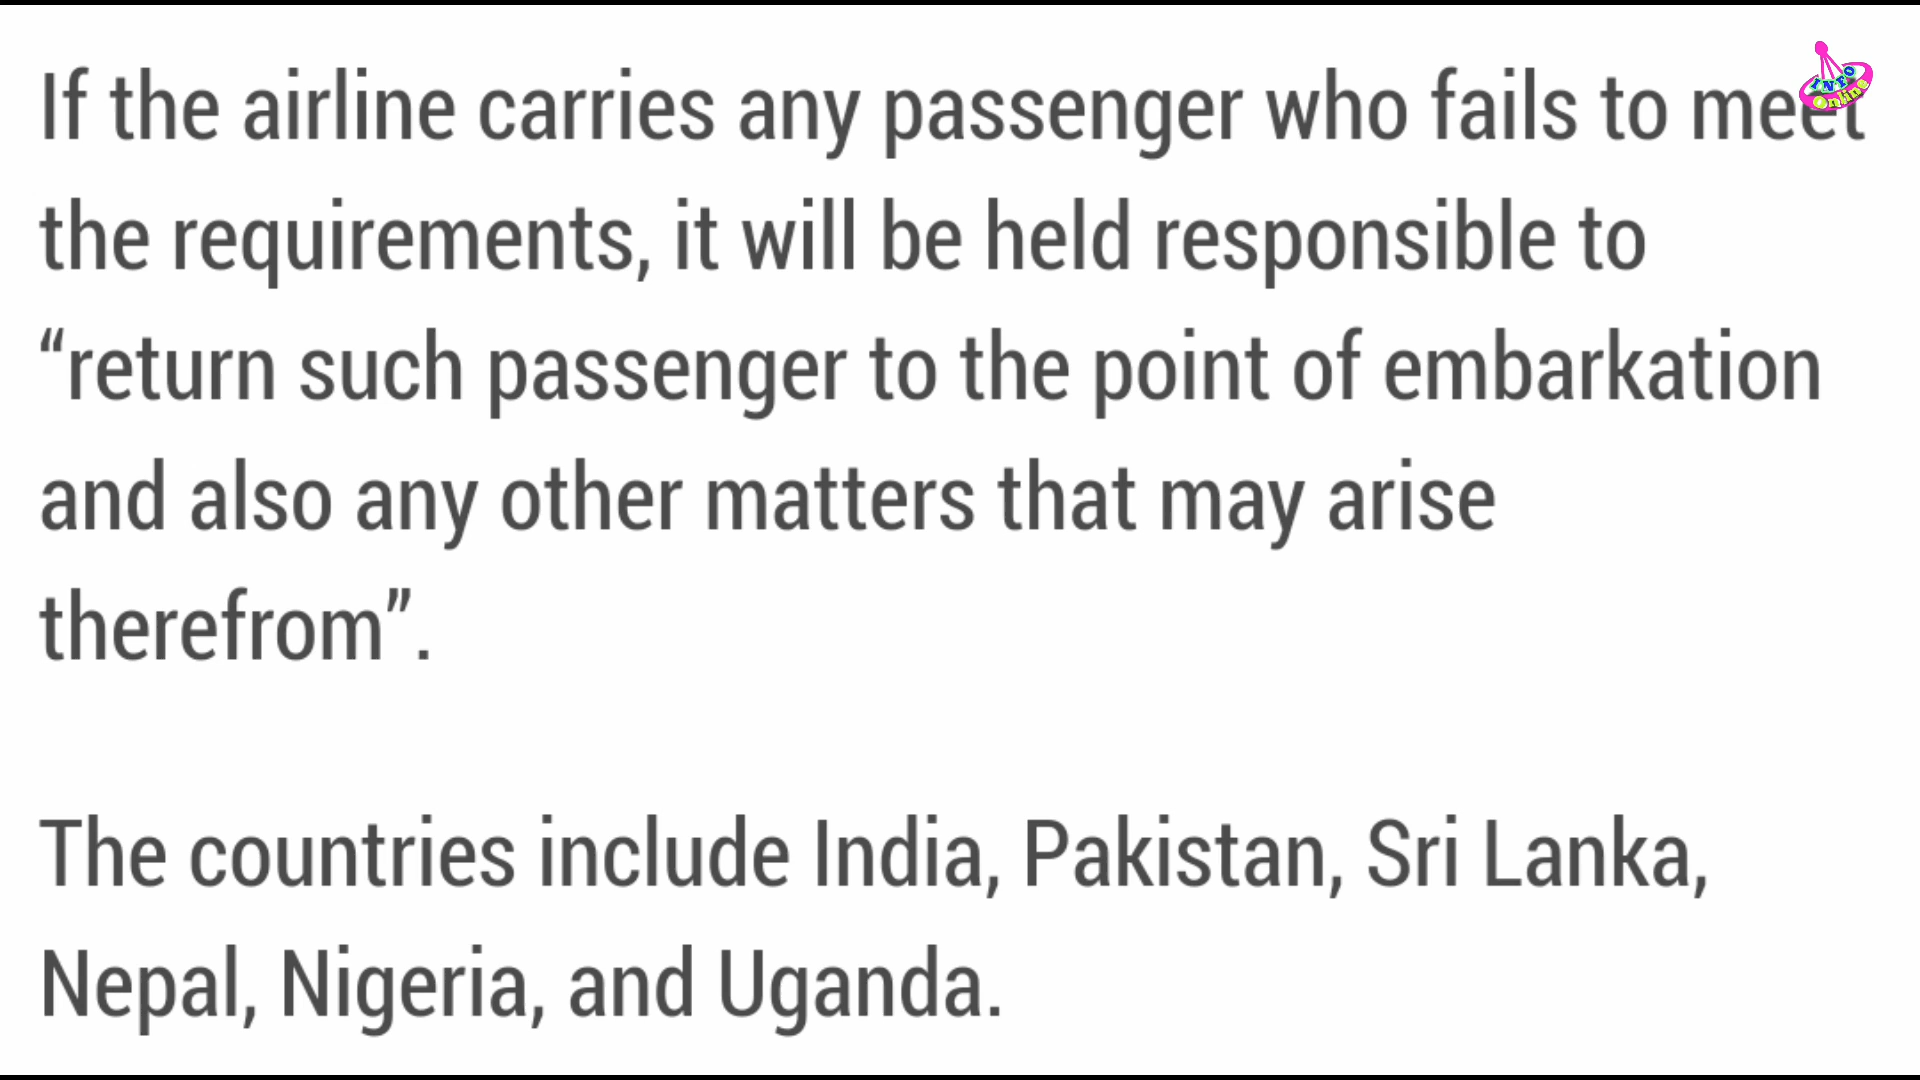 If the airline carries any passenger who fails to meet
the requirements, it will be held responsible to
“return such passenger to the point of embarkation
and also any other matters that may arise
therefrom”.
The countries include India, Pakistan, Sri Lanka,
Nepal, Nigeria, and Uganda.
INFO
Online